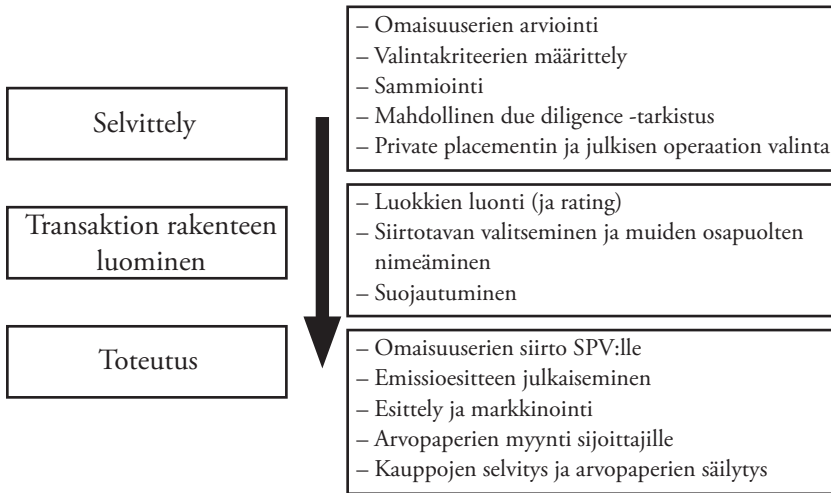 Selvittely
– Omaisuuserien arviointi
– Valintakriteerien määrittely
– Sammiointi
– Mahdollinen due diligence -tarkistus
– Private placementin ja julkisen operaation valinta
Transaktion rakenteen
luominen
– Luokkien luonti (ja rating)
– Siirtotavan valitseminen ja muiden osapuolten
nimeäminen
– Suojautuminen
Toteutus
– Omaisuuserien siirto SPV:lle
– Emissioesitteen julkaiseminen
– Esittely ja markkinointi
– Arvopaperien myynti sijoittajille
– Kauppojen selvitys ja arvopaperien säilytys